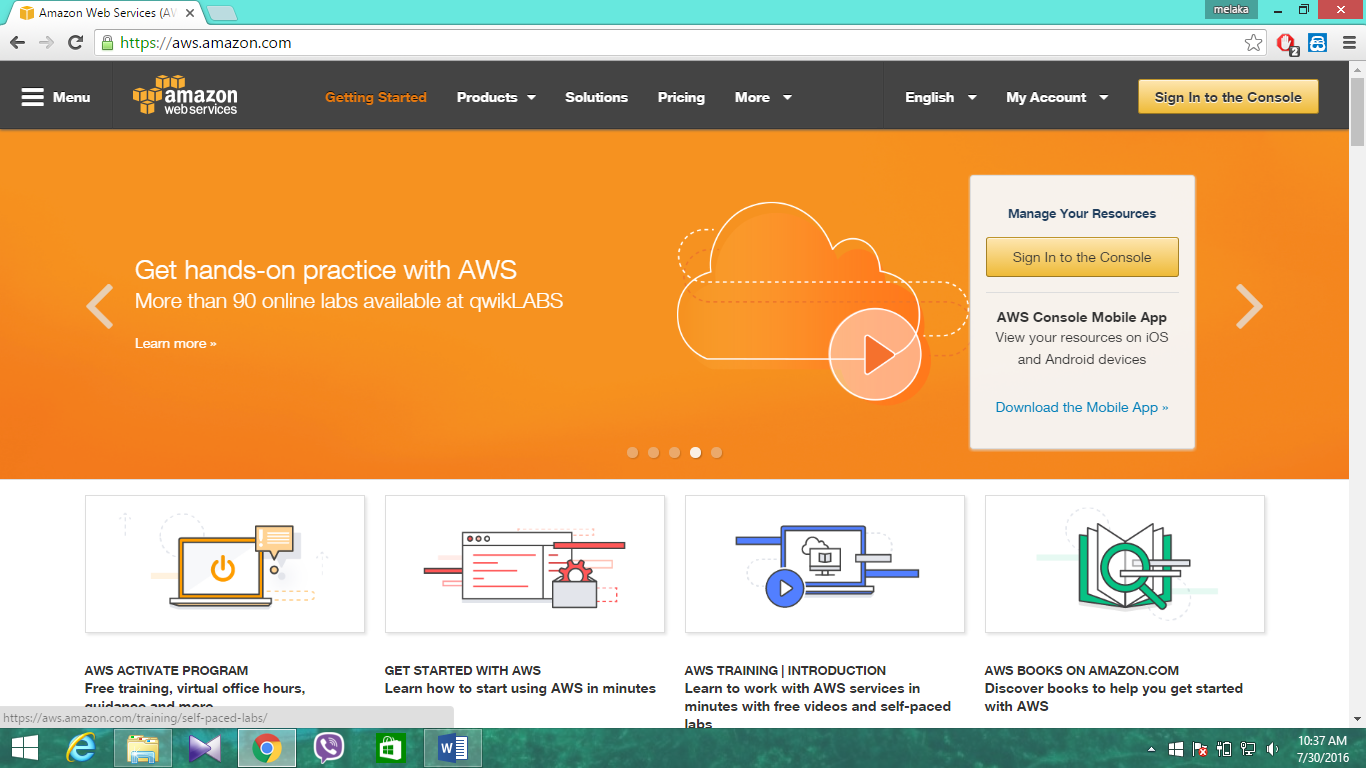 Amazon Web Services (AW
melaka
https://aws.amazon.com
2
Menu
amazon
web services
Getting Started
Products
Solutions
Pricing
More
English
My Account
Sign In to the Console
Get hands-on practice with AWS
More than 90 online labs available at qwikLABS
Learn more »
Manage Your Resources
Sign In to the Console
AWS Console Mobile App
View your resources on iOS
and Android devices
Download the Mobile App »
AWS ACTIVATE PROGRAM
Free training, virtual office hours,
guidance and more
GET STARTED WITH AWS
Learn how to start using AWS in minutes
AWS TRAINING | INTRODUCTION
Learn to work with AWS services in
minutes with free videos and self-paced
labs
AWS BOOKS ON AMAZON.COM
Discover books to help you get started
with AWS
https://aws.amazon.com/training/self-paced-labs/
10:37 AM
7/30/2016